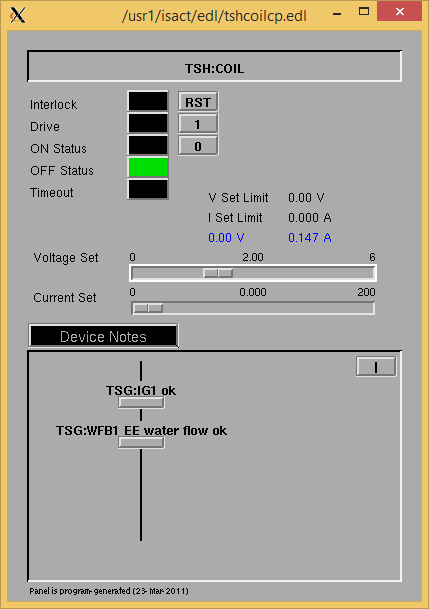 /usr1/isact/edl/tshcoilcp.edl
TSH:COIL
Interlock RST
Drive 1
ON Status 0
OFF Status
Timeout
V Set Limit 0.00 V
I Set Limit 0.000 A
0.00 V 0.147 A
Voltage Set 0 2.00 6
Current Set 0 0.000 200
Device Notes
I
TSG:IG1 ok
TSG:WFB1 EE water flow ok
Panel is program-generated (23-Mar-2011)